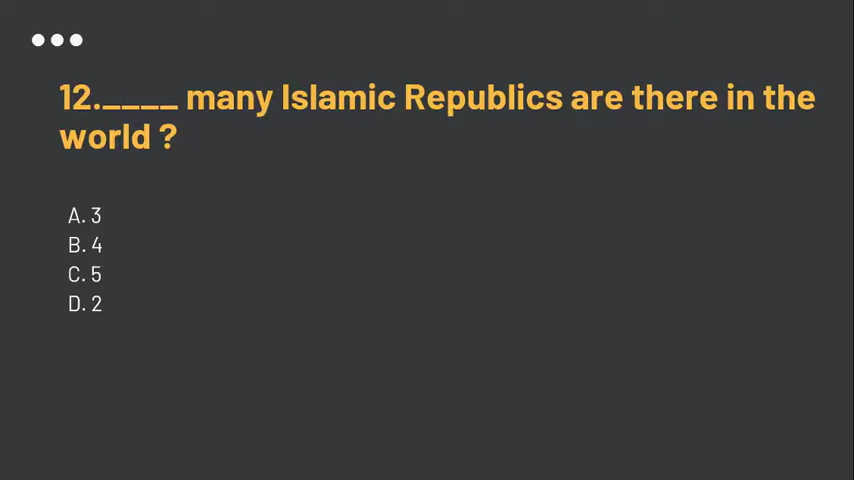 12.____ many Islamic Republics are there in the
world ?
A. 3
B. 4
C. 5
D. 2